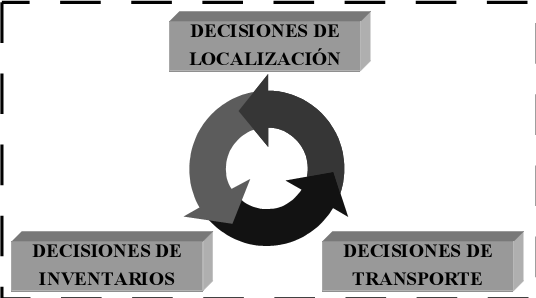 DECISIONES DE
LOCALIZACIÓN
DECISIONES DE
INVENTARIOS
DECISIONES DE
TRANSPORTE